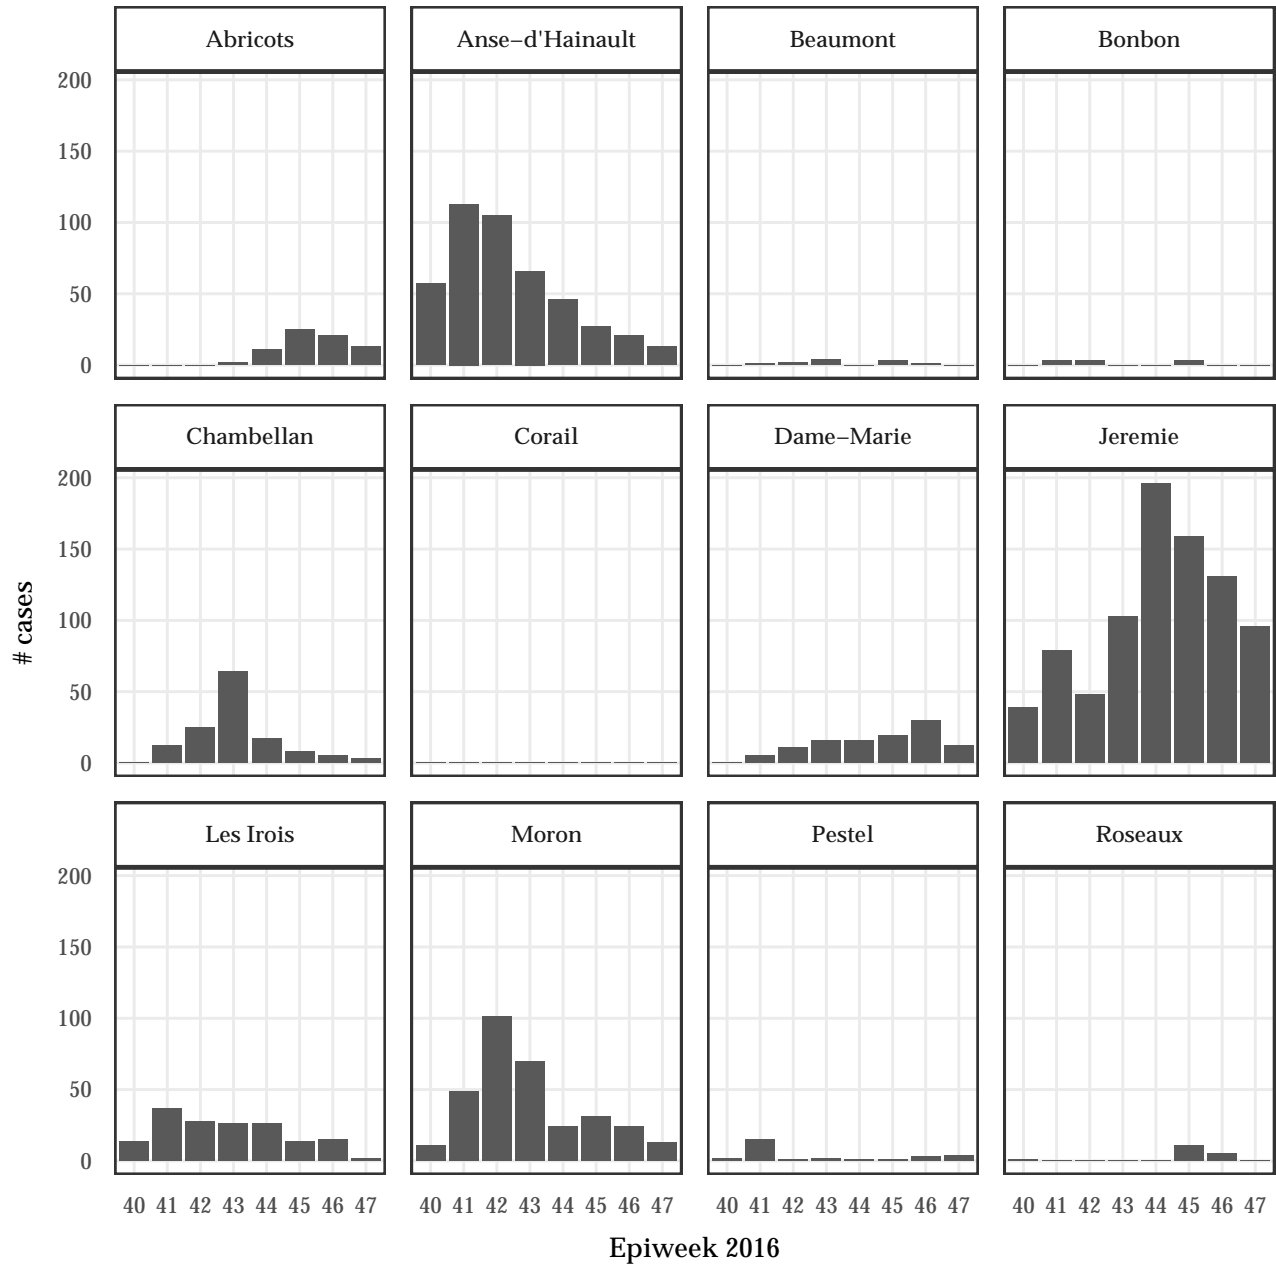 Abricots Anse−d'Hainault Beaumont Bonbon
200
150
100
50
0
Chambellan Corail Dame−Marie Jeremie
200
150
100
50
0
# cases
Les Irois Moron Pestel Roseaux
200
150
100
50
0
40 41 42 43 44 45 46 47 40 41 42 43 44 45 46 47 40 41 42 43 44 45 46 47 40 41 42 43 44 45 46 47
Epiweek 2016